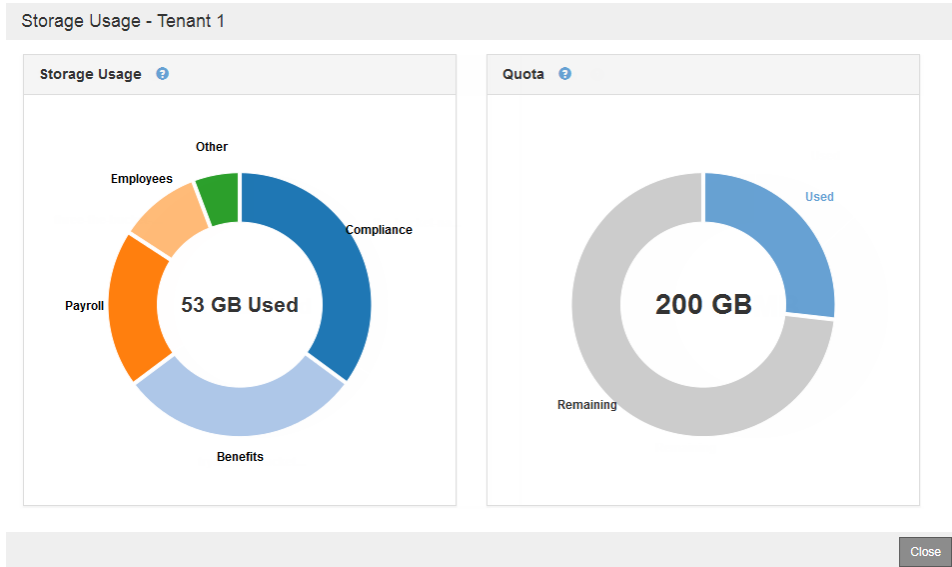 Storage Usage - Tenant 1
Storage Usage ?
Other
Employees
Compliance
53 GB Used
Payroll
Benefits
Quota ?
Used
200 GB
Remaining
Close